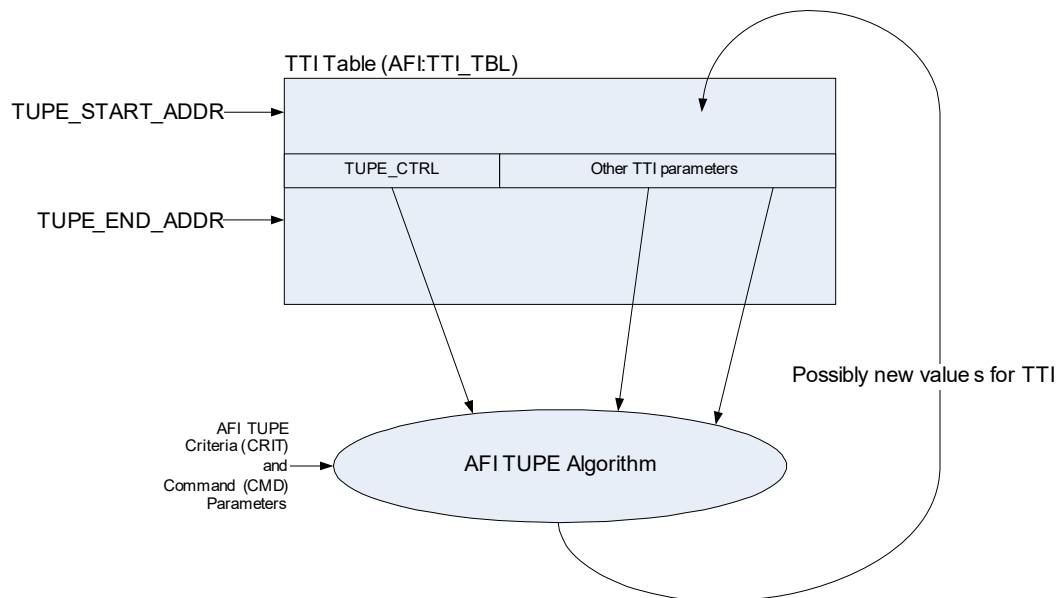 TTI Table (AFI:TTI_TBL)
TUPE_START_ADDR
TUPE_CTRL
Other TTI parameters
TUPE_END_ADDR
Possibly new values for TTI
AFI TUPE
Criteria (CRIT)
and
Command (CMD)
Parameters
AFI TUPE Algorithm